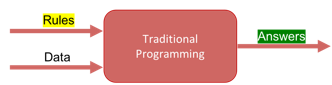 Rules
Data
Traditional
Programming
Answers